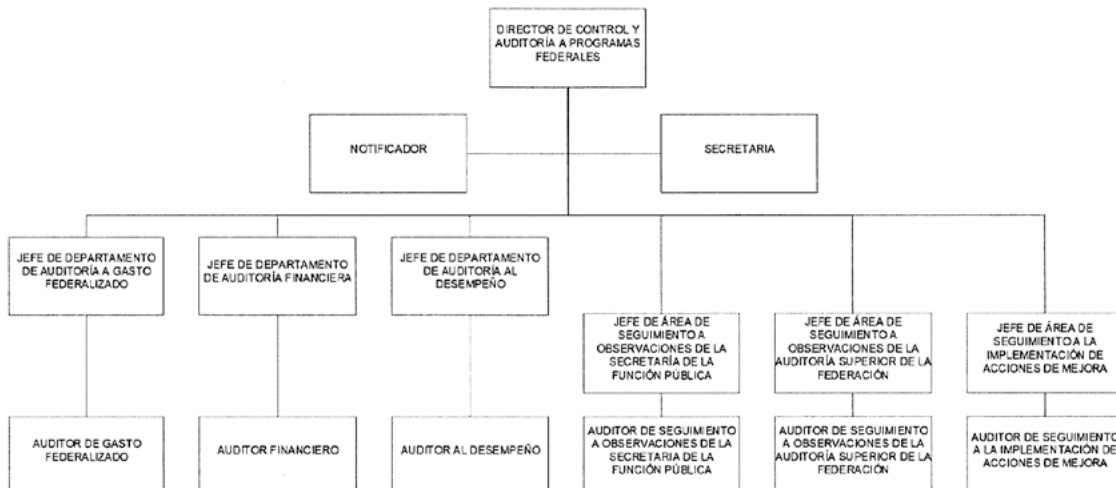 DIRECTOR DE CONTROL Y
AUDITORÍA A PROGRAMAS
FEDERALES
NOTIFICADOR
SECRETARIA
JEFE DE DEPARTAMENTO
DE AUDITORÍA A GASTO
FEDERALIZADO
JEFE DE DEPARTAMENTO
DE AUDITORÍA FINANCIERA
JEFE DE DEPARTAMENTO
DE AUDITORÍA AL
DESEMPEÑO
JEFE DE ÁREA DE
SEGUIMIENTO A
OBSERVACIONES DE LA
SECRETARÍA DE LA
FUNCIÓN PÚBLICA
JEFE DE ÁREA DE
SEGUIMIENTO A
OBSERVACIONES DE LA
AUDITORÍA SUPERIOR DE LA
FEDERACIÓN
JEFE DE ÁREA DE
SEGUIMIENTO A LA
IMPLEMENTACIÓN DE
ACCIONES DE MEJORA
AUDITOR DE GASTO
FEDERALIZADO
AUDITOR FINANCIERO
AUDITOR AL DESEMPEÑO
AUDITOR DE SEGUIMIENTO
A OBSERVACIONES DE LA
SECRETARIA DE LA
FUNCIÓN PÚBLICA
AUDITOR DE SEGUIMIENTO
A OBSERVACIONES DE LA
AUDITORÍA SUPERIOR DE LA
FEDERACIÓN
AUDITOR DE SEGUIMIENTO
A LA IMPLEMENTACIÓN DE
ACCIONES DE MEJORA